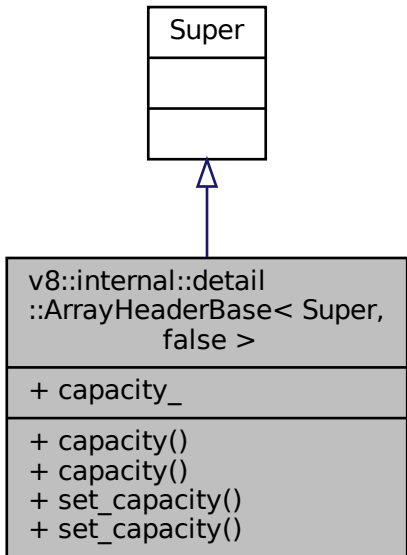 Super
v8::internal::detail
::ArrayHeaderBase< Super,
false >
+ capacity_
+ capacity()
+ capacity()
+ set_capacity()
+ set_capacity()